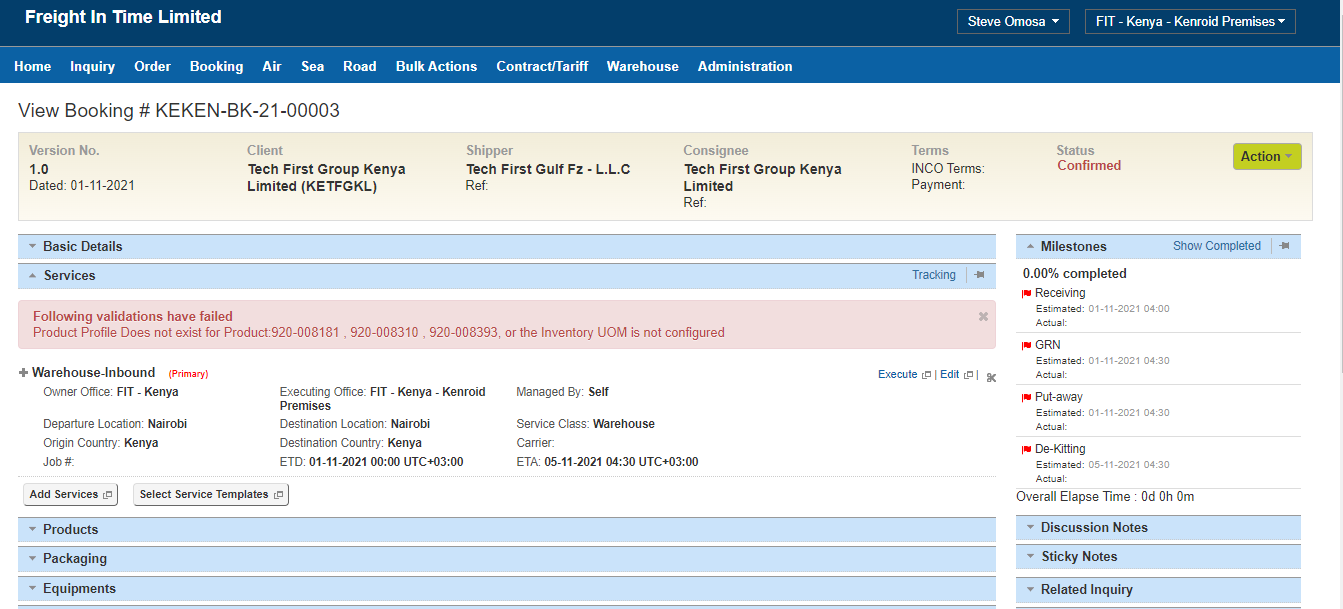 Freight In Time Limited
Steve Omosa
FIT - Kenya - Kenroid Premises
Home Inquiry Order Booking Air Sea Road Bulk Actions Contract/Tariff Warehouse Administration
View Booking # KEKEN-BK-21-00003
Version No.
1.0
Dated: 01-11-2021
Client
Tech First Group Kenya
Limited (KETFGKL)
Shipper
Tech First Gulf Fz - L.L.C
Ref:
Consignee
Tech First Group Kenya
Limited
Ref:
Terms
INCO Terms:
Payment:
Status
Confirmed
Action
Basic Details
Services
Tracking
Following validations have failed
Product Profile Does not exist for Product:920-008181 , 920-008310 , 920-008393, or the Inventory UOM is not configured
Warehouse-Inbound (Primary)
Execute | Edit |
Owner Office: FIT - Kenya
Executing Office: FIT - Kenya - Kenroid
Premises
Managed By: Self
Departure Location: Nairobi
Destination Location: Nairobi
Service Class: Warehouse
Origin Country: Kenya
Destination Country: Kenya
Carrier:
Job #:
ETD: 01-11-2021 00:00 UTC+03:00
ETA: 05-11-2021 04:30 UTC+03:00
Add Services
Select Service Templates
Products
Packaging
Equipments
Milestones
Show Completed
0.00% completed
Receiving
Estimated: 01-11-2021 04:00
Actual:
GRN
Estimated: 01-11-2021 04:30
Actual:
Put-away
Estimated: 01-11-2021 04:30
Actual:
De-Kitting
Estimated: 05-11-2021 04:30
Actual:
Overall Elapse Time : 0d 0h 0m
Discussion Notes
Sticky Notes
Related Inquiry